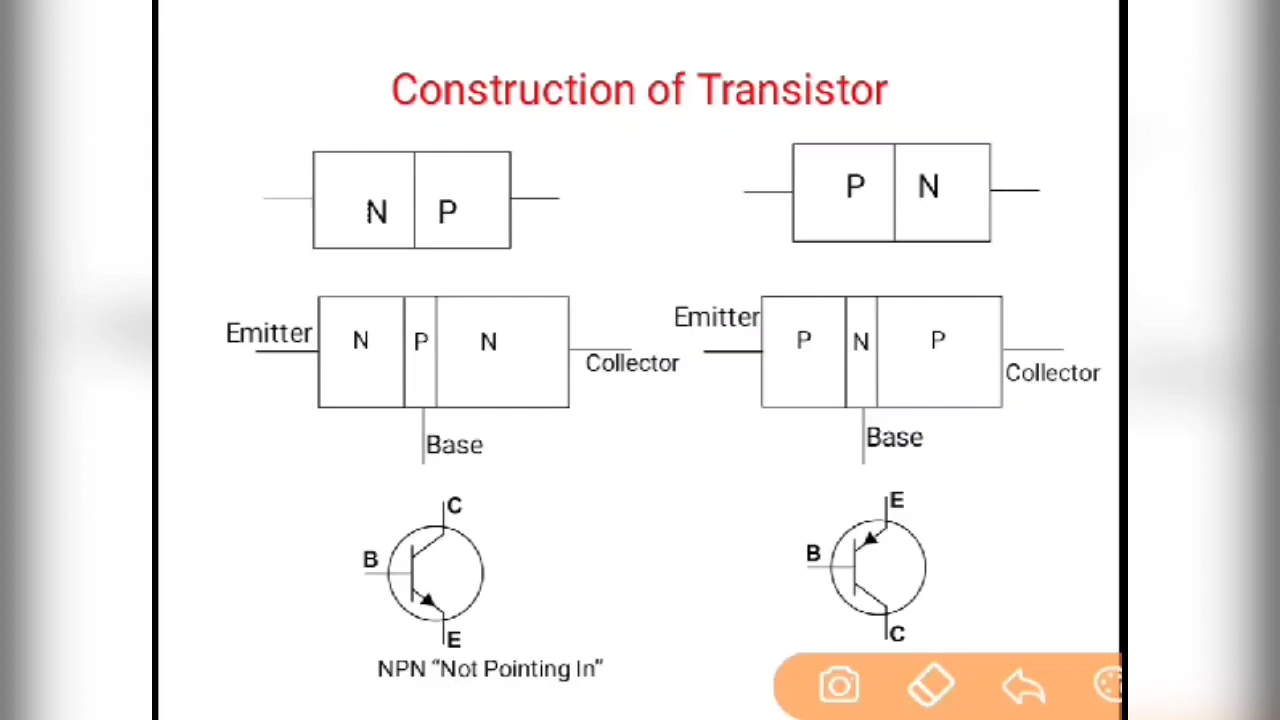 Construction of Transistor
N P
P N
Emitter N P N Collector
Base
Emitter P N P Collector
Base
C
B
E
NPN “Not Pointing In”
E
B
C